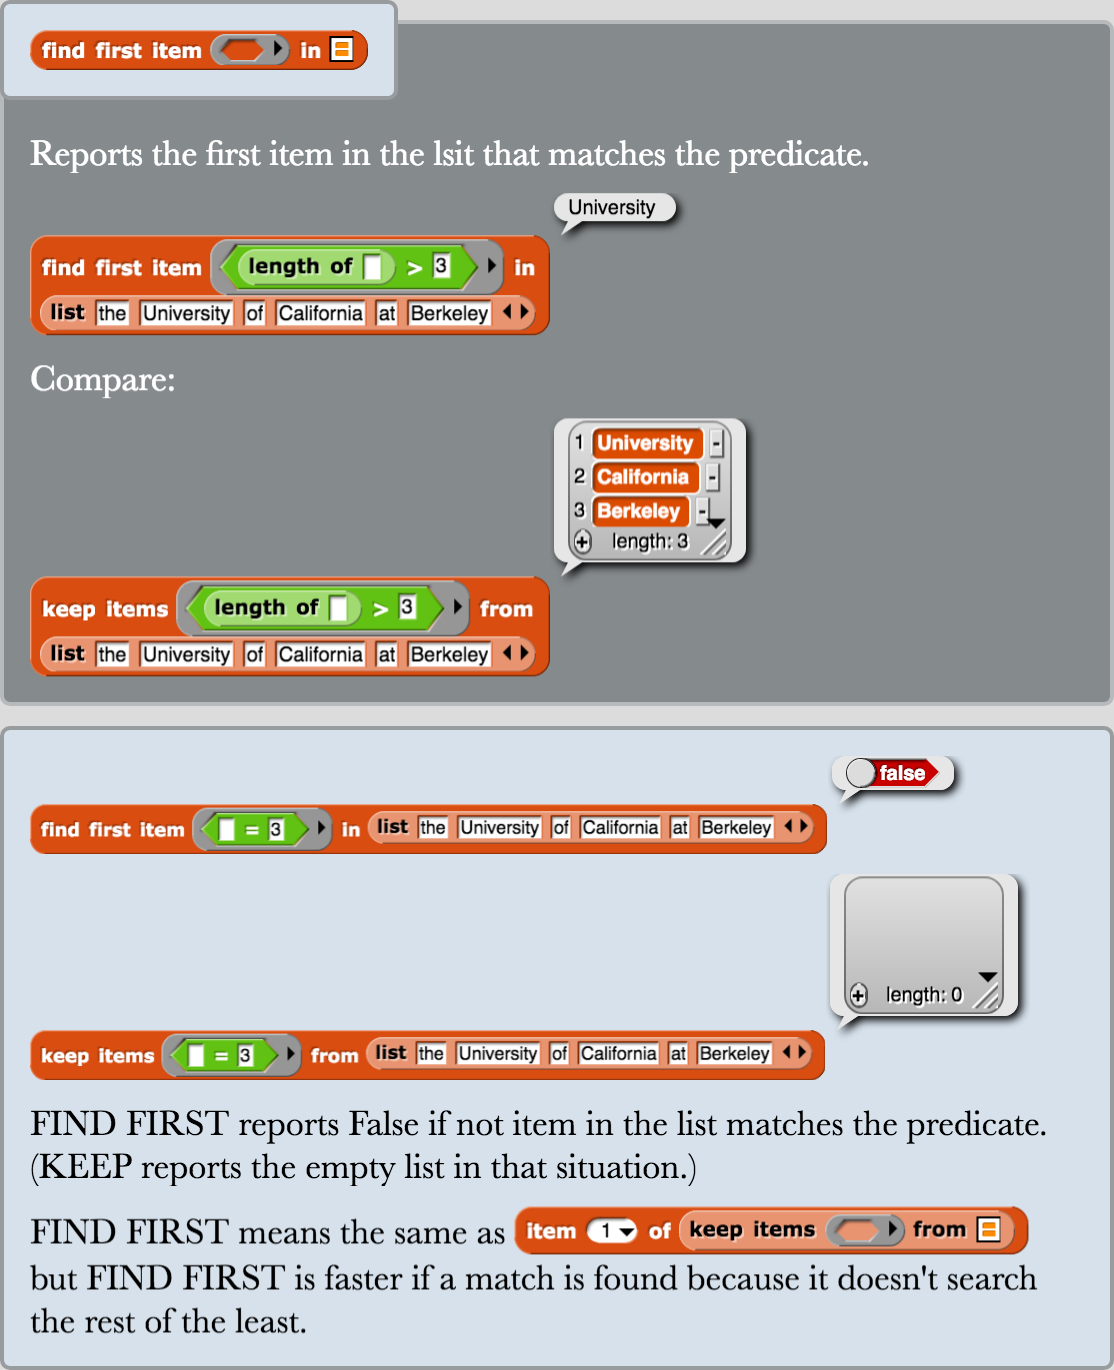 find first item in
Reports the first item in the lsit that matches the predicate.
University
find first item length of > 3 in
list the University of California at Berkeley
Compare:
1 University -
2 California -
3 Berkeley -
+ length: 3
keep items length of > 3 from
list the University of California at Berkeley
false
find first item = 3 in list the University of California at Berkeley
+ length: 0
keep items = 3 from list the University of California at Berkeley
FIND FIRST reports False if not item in the list matches the predicate.
(KEEP reports the empty list in that situation.)
FIND FIRST means the same as item 1 of keep items from
but FIND FIRST is faster if a match is found because it doesn't search
the rest of the least.